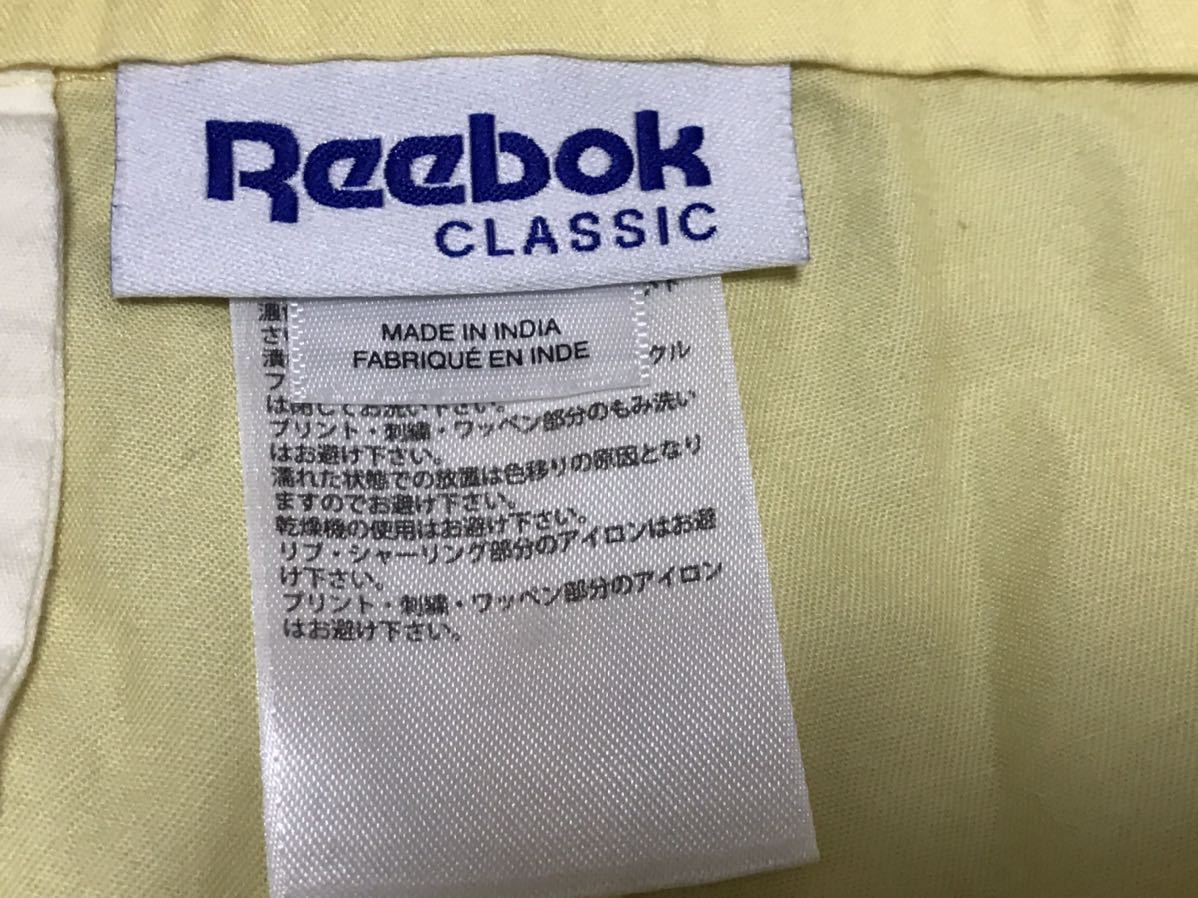 Reebok
CLASSIC
MADE IN INDIA
FABRIQUÉ EN INDE
さい
クル
は閉じてお洗い下さい。
プリント・刺繍・ワッペン部分のもみ洗い
はお避け下さい。
濡れた状態での放置は色移りの原因となり
ますのでお避け下さい。
乾燥機の使用はお避け下さい。
リブ・シャーリング部分のアイロンはお避
け下さい。
プリント・刺繍・ワッペン部分のアイロン
はお避け下さい。